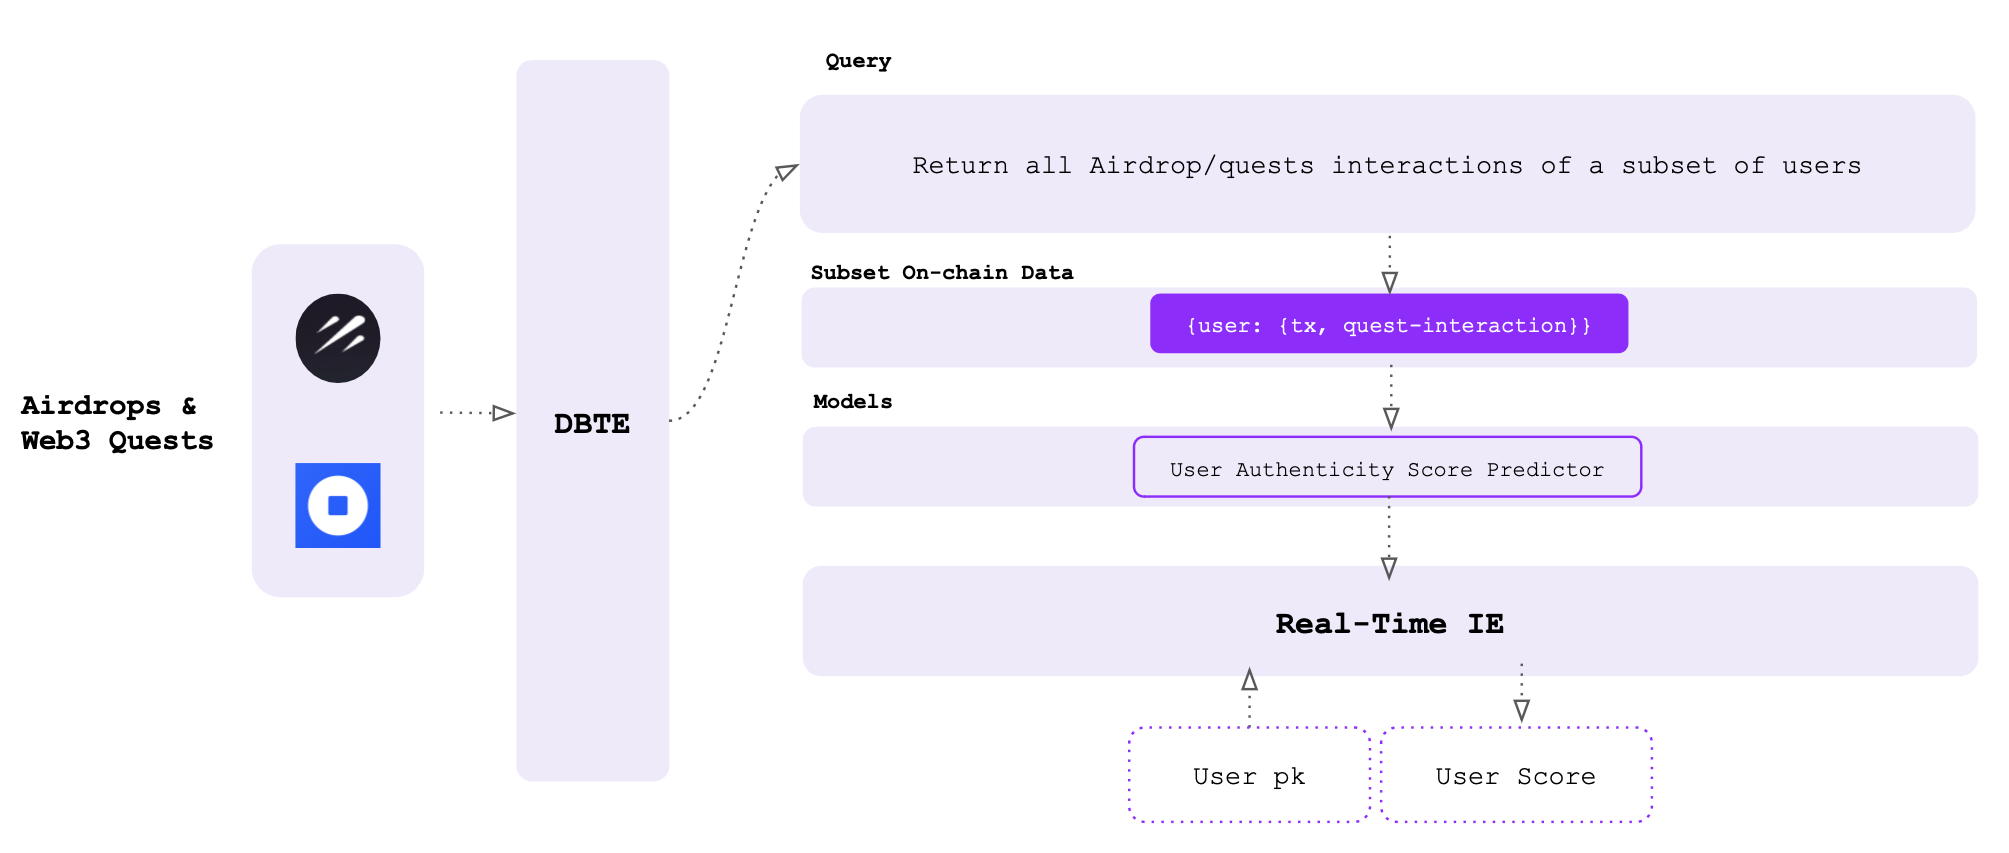 Airdrops &
Web3 Quests
DBTE
Query
Return all Airdrop/quests interactions of a subset of users
Subset On-chain Data
{user: {tx, quest-interaction}}
Models
User Authenticity Score Predictor
Real-Time IE
User pk
User Score